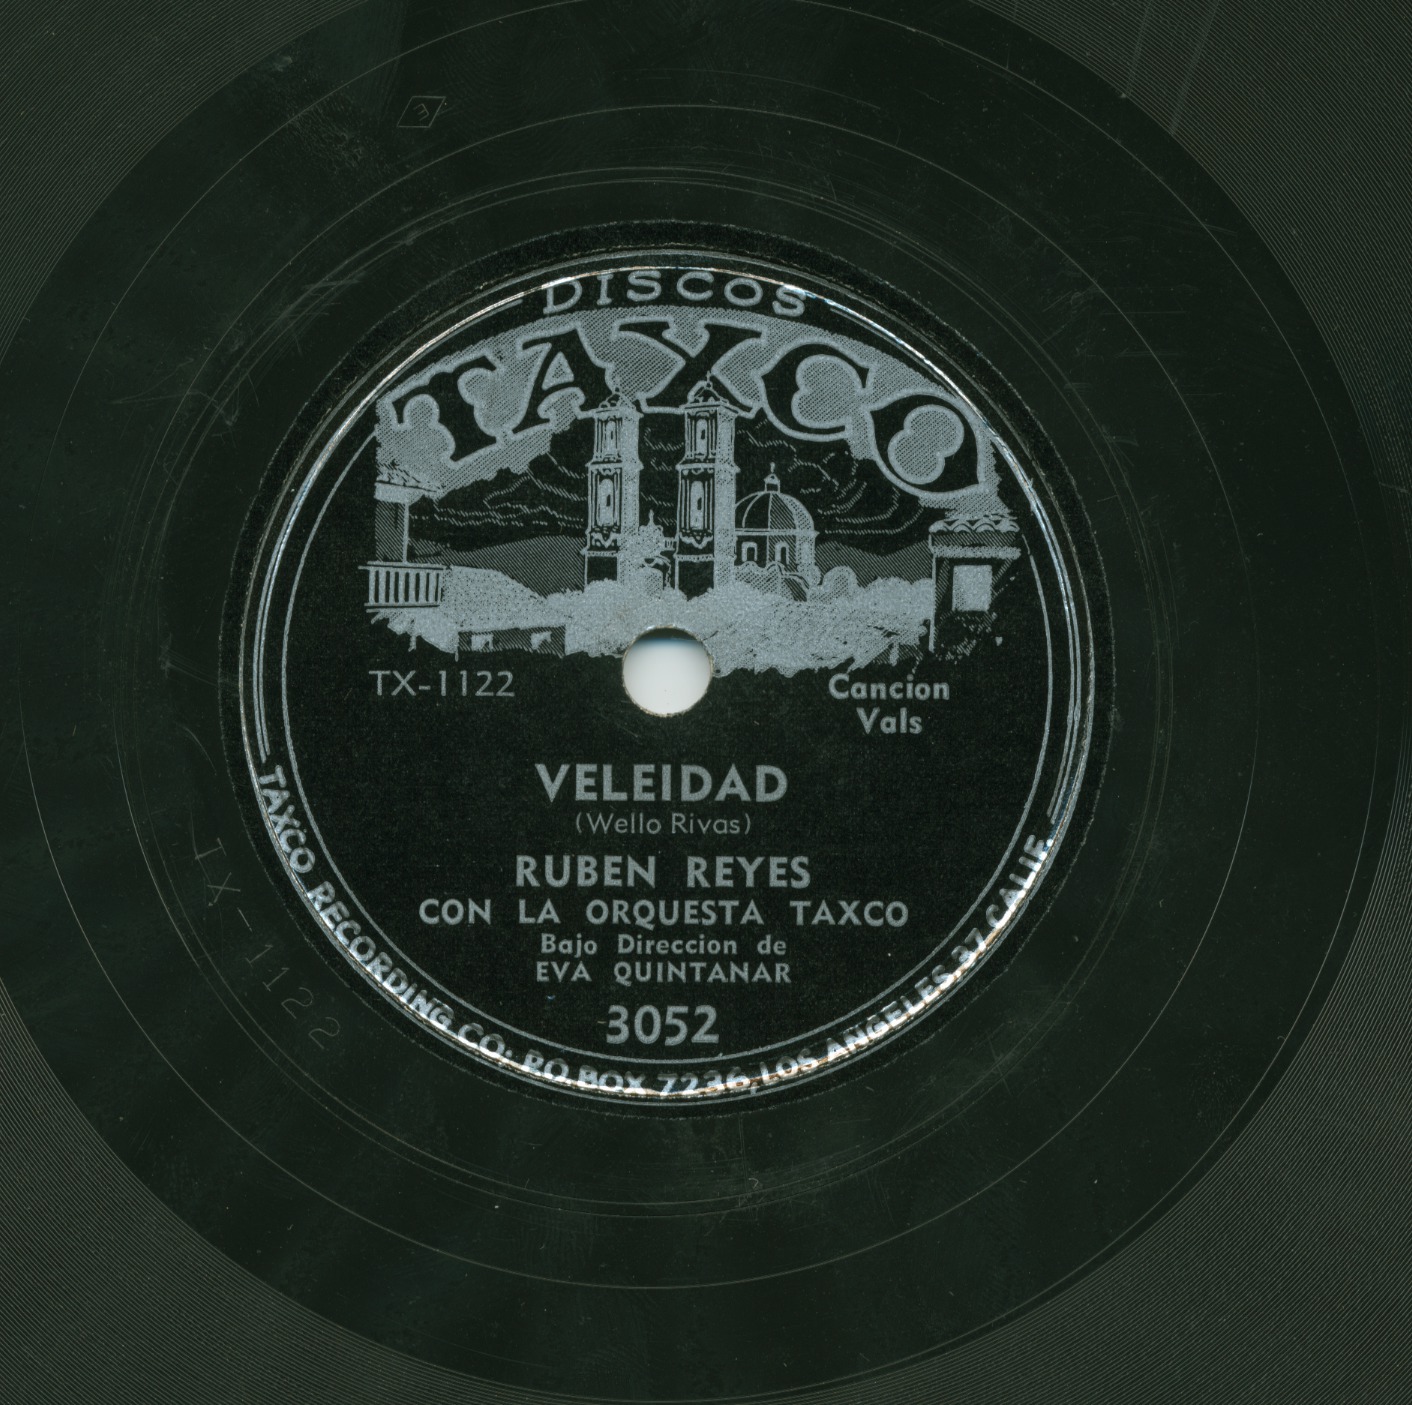 DISCOS
TAXCO
TX-1122
Cancion
Vals
VELEIDAD
(Wello Rivas)
RUBEN REYES
CON LA ORQUESTA TAXCO
Bajo Direccion de
EVA QUINTANAR
3052
TAXCO RECORDING CO., P.O. BOX 7236, LOS ANGELES 37, CALIF.
TX-1122
3